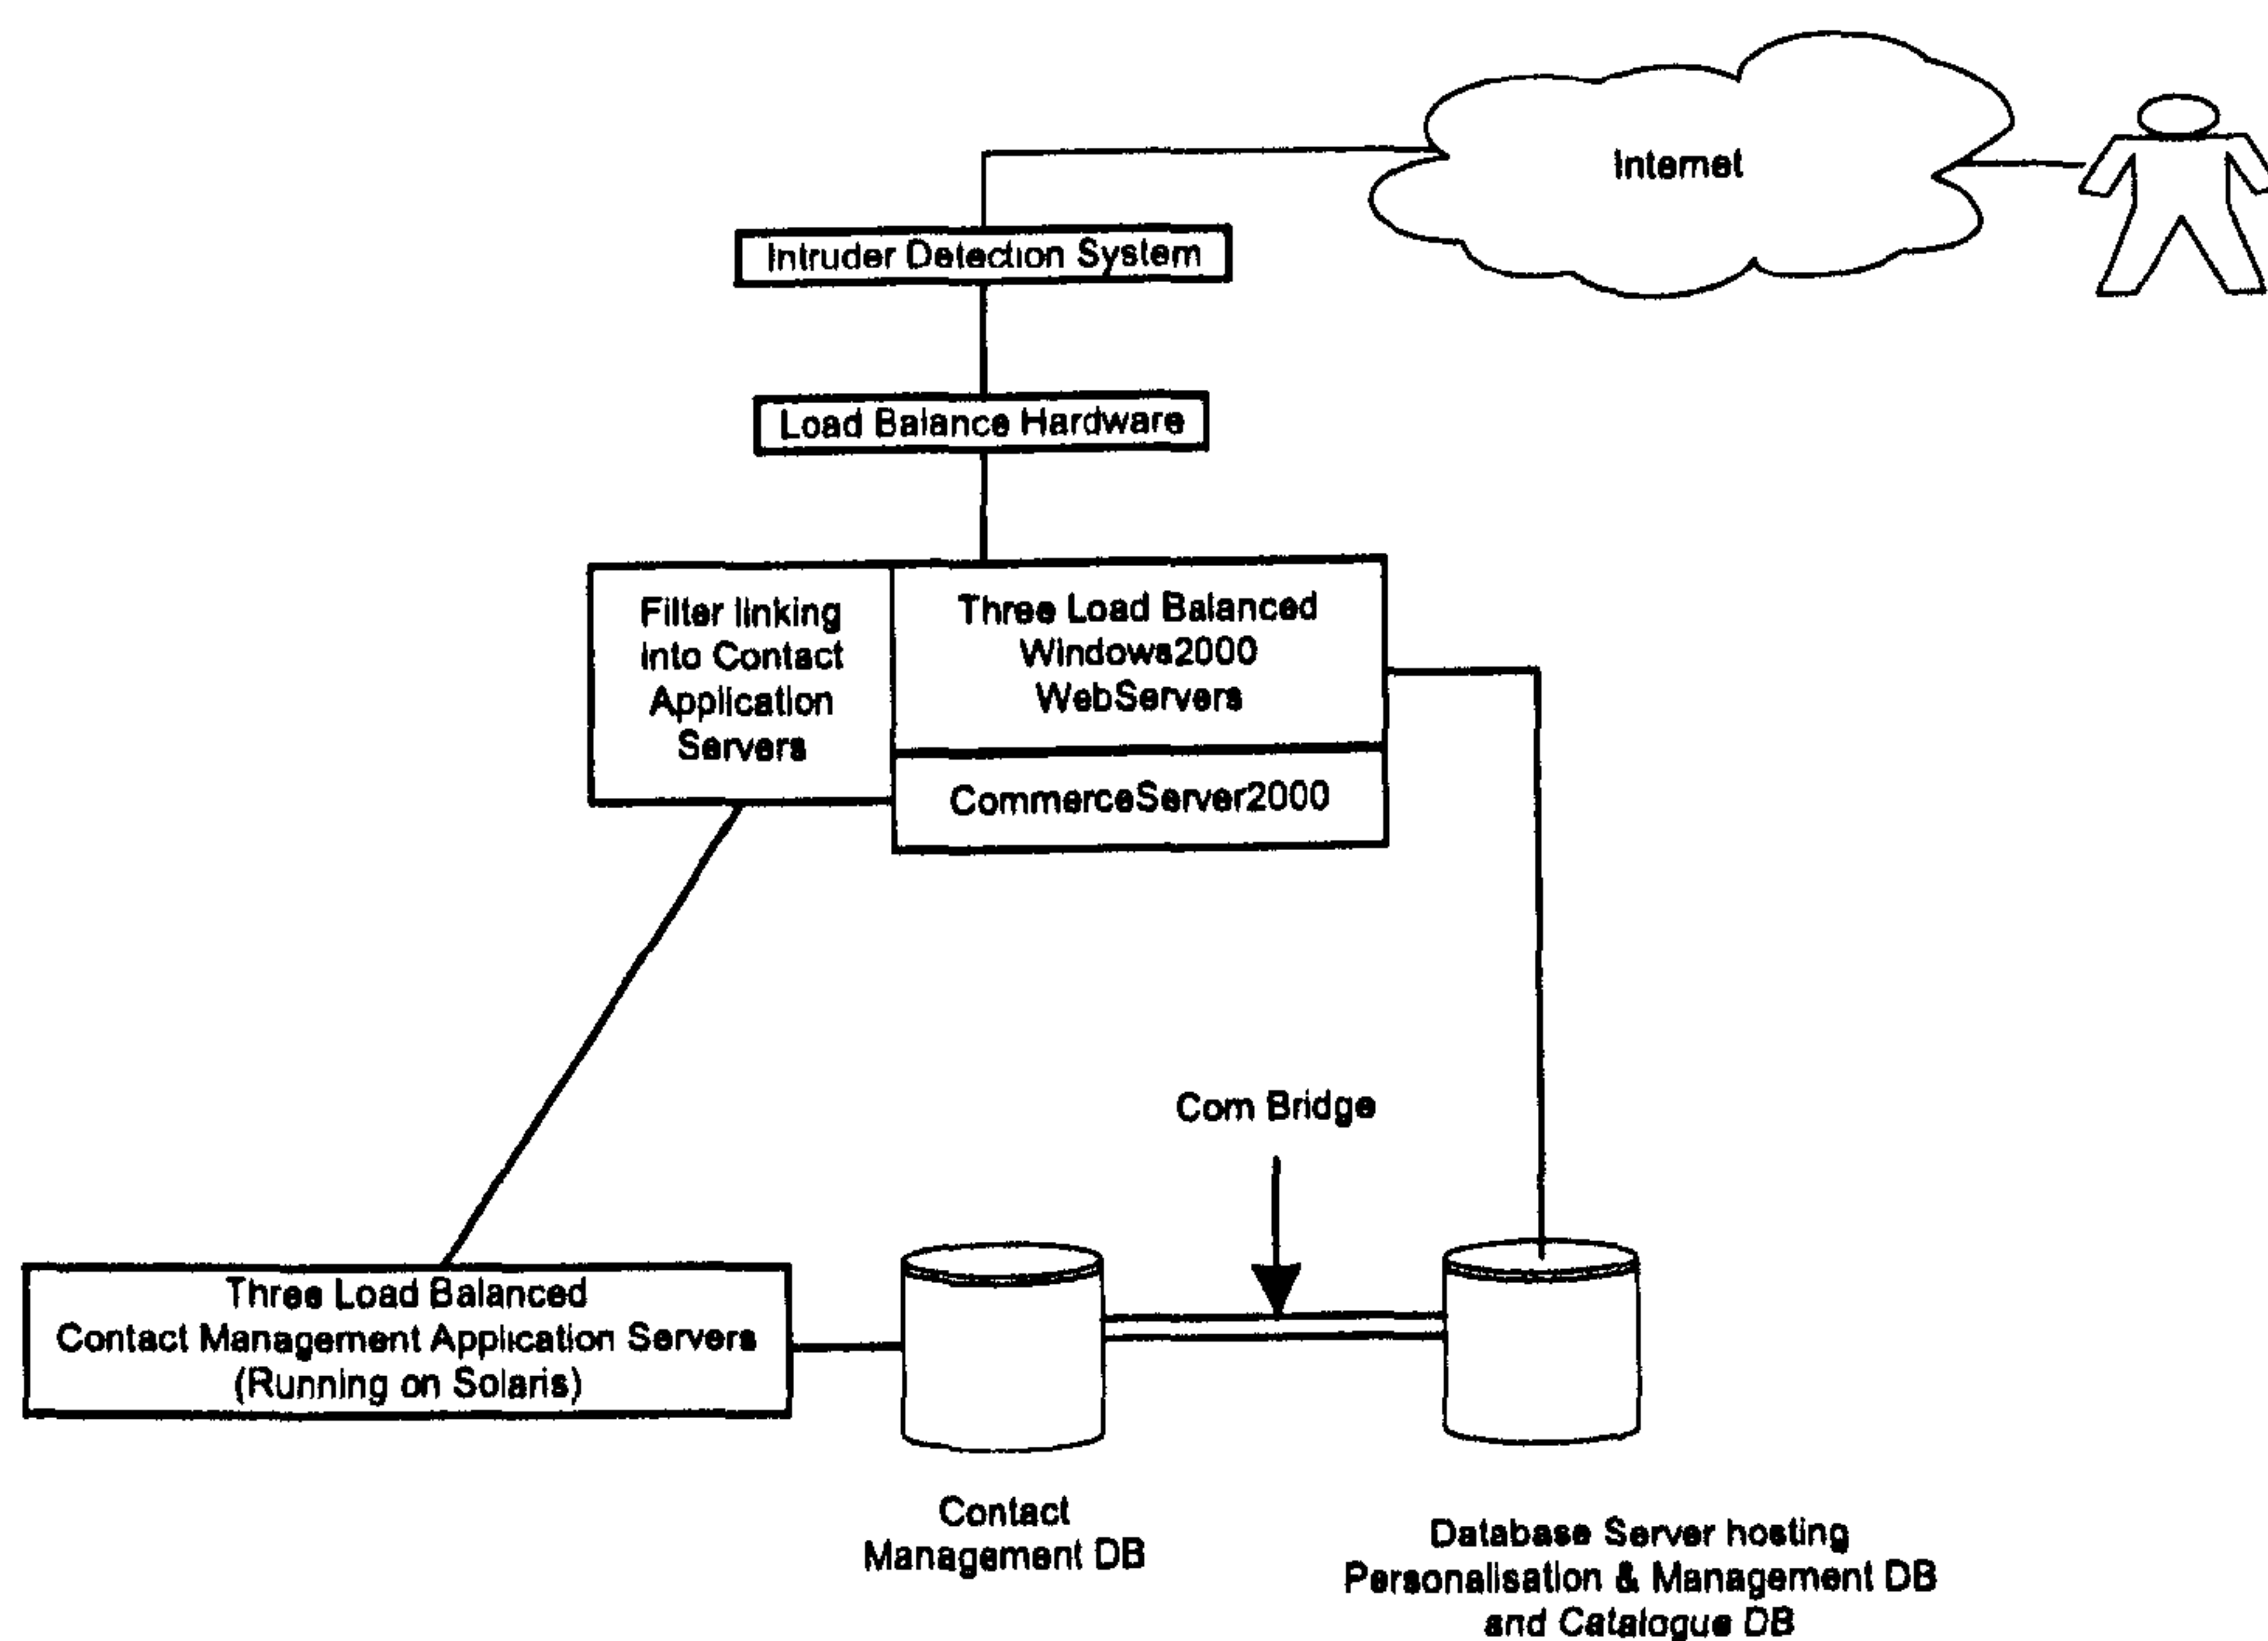 Internet
Intruder Detection System
Load Balance Hardware
Filter linking
into Contact
Application
Servers
Three Load Balanced
Windows2000
WebServers
CommerceServer2000
Com Bridge
Three Load Balanced
Contact Management Application Servers
(Running on Solaris)
Contact
Management DB
Database Server hosting
Personalisation & Management DB
and Catalogue DB